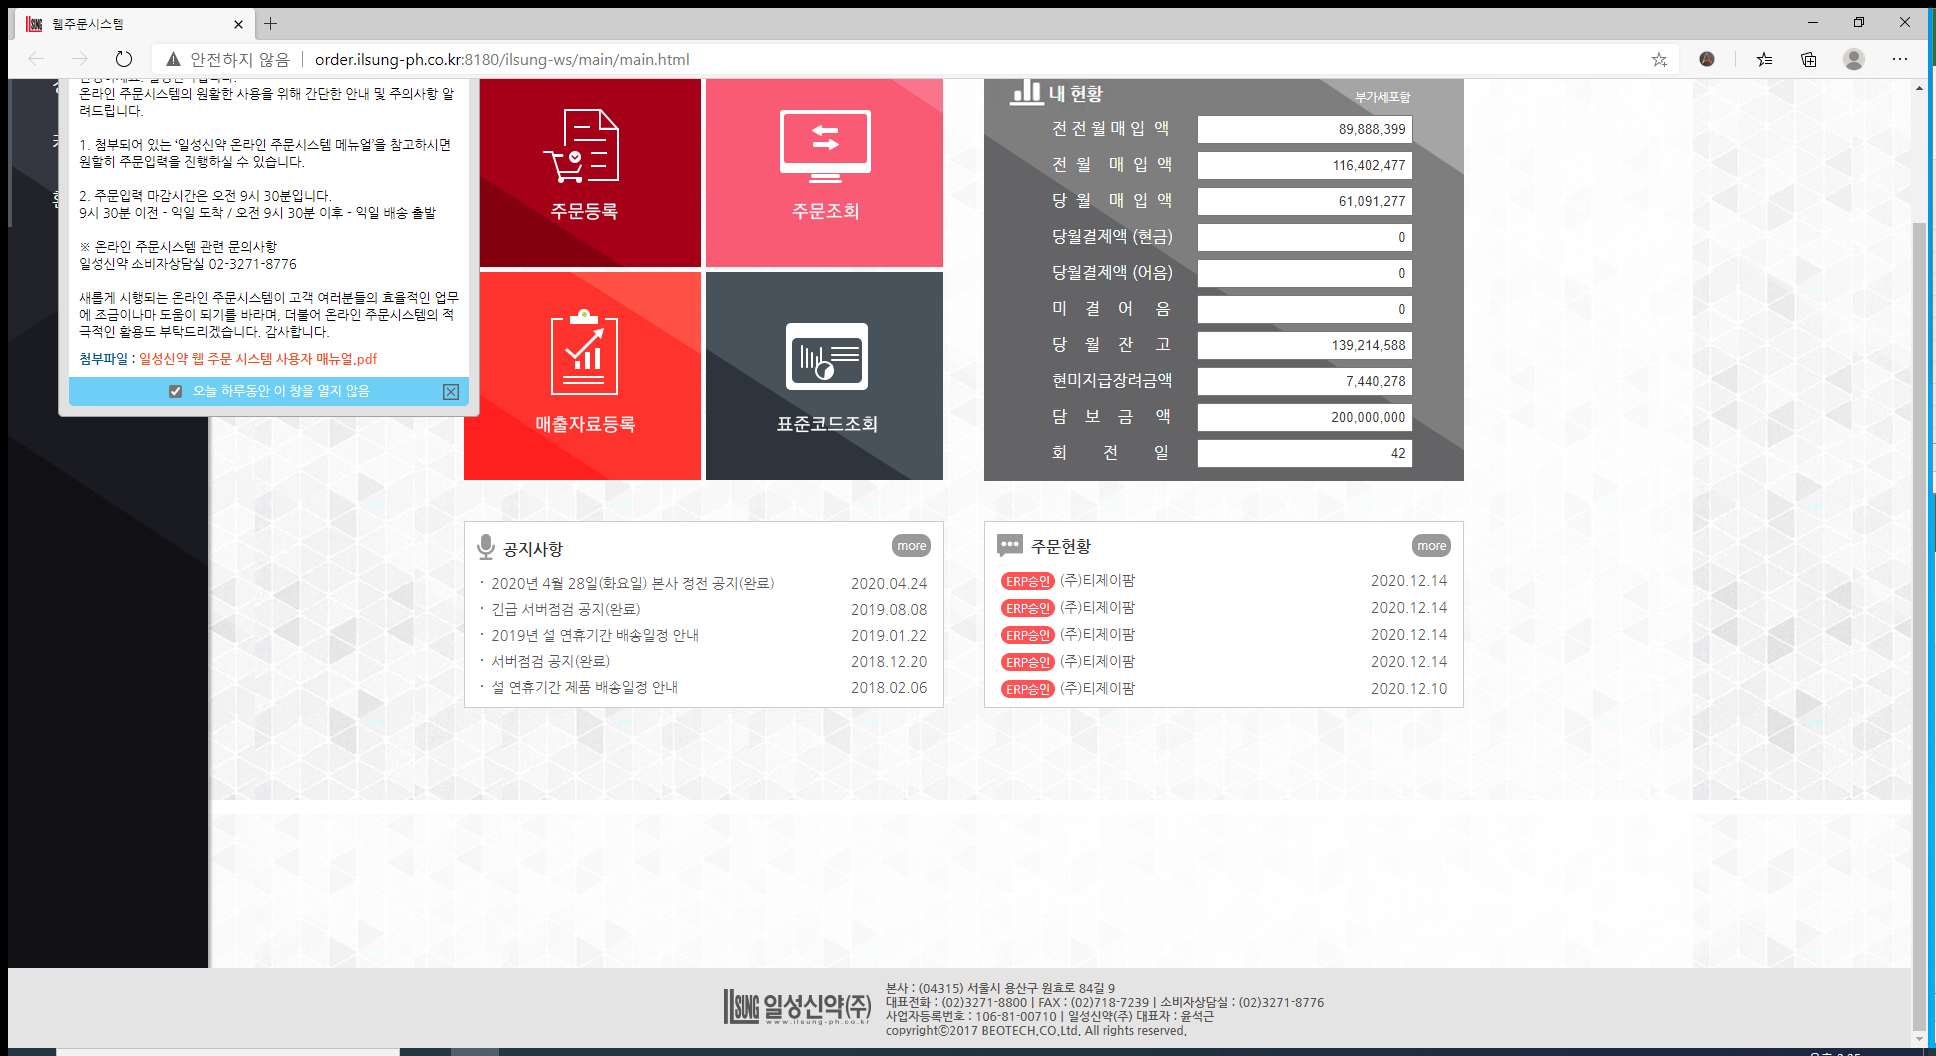 웹주문시스템
안전하지 않음
order.ilsung-ph.co.kr:8180/ilsung-ws/main/main.html
온라인 주문시스템의 원활한 사용을 위해 간단한 안내 및 주의사항 알
려드립니다.
1. 첨부되어 있는 ‘일성신약 온라인 주문시스템 메뉴얼’을 참고하시면
원할히 주문입력을 진행하실 수 있습니다.
2. 주문입력 마감시간은 오전 9시 30분입니다.
9시 30분 이전 - 익일 도착 / 오전 9시 30분 이후 - 익일 배송 출발
※ 온라인 주문시스템 관련 문의사항
일성신약 소비자상담실 02-3271-8776
새롭게 시행되는 온라인 주문시스템이 고객 여러분들의 효율적인 업무
에 조금이나마 도움이 되기를 바라며, 더불어 온라인 주문시스템의 적
극적인 활용도 부탁드리겠습니다. 감사합니다.
첨부파일 : 일성신약 웹 주문 시스템 사용자 매뉴얼.pdf
오늘 하루동안 이 창을 열지 않음
주문등록
주문조회
매출자료등록
표준코드조회
내 현황
부가세포함
전전월매입 액 89,888,399
전 월 매 입 액 116,402,477
당 월 매 입 액 61,091,277
당월결제액 (현금) 0
당월결제액 (어음) 0
미 결 어 음 0
당 월 잔 고 139,214,588
현미지급장려금액 7,440,278
담 보 금 액 200,000,000
회 전 일 42
공지사항
more
· 2020년 4월 28일(화요일) 본사 정전 공지(완료) 2020.04.24
· 긴급 서버점검 공지(완료) 2019.08.08
· 2019년 설 연휴기간 배송일정 안내 2019.01.22
· 서버점검 공지(완료) 2018.12.20
· 설 연휴기간 제품 배송일정 안내 2018.02.06
주문현황
more
ERP승인 (주)티제이팜 2020.12.14
ERP승인 (주)티제이팜 2020.12.14
ERP승인 (주)티제이팜 2020.12.14
ERP승인 (주)티제이팜 2020.12.14
ERP승인 (주)티제이팜 2020.12.10
ILSUNG 일성신약(주)
www.ilsung-ph.co.kr
본사 : (04315) 서울시 용산구 원효로 84길 9
대표전화 : (02)3271-8800 | FAX : (02)718-7239 | 소비자상담실 : (02)3271-8776
사업자등록번호 : 106-81-00710 | 일성신약(주) 대표자 : 윤석근
copyrightⓒ2017 BEOTECH.CO.Ltd. All rights reserved.